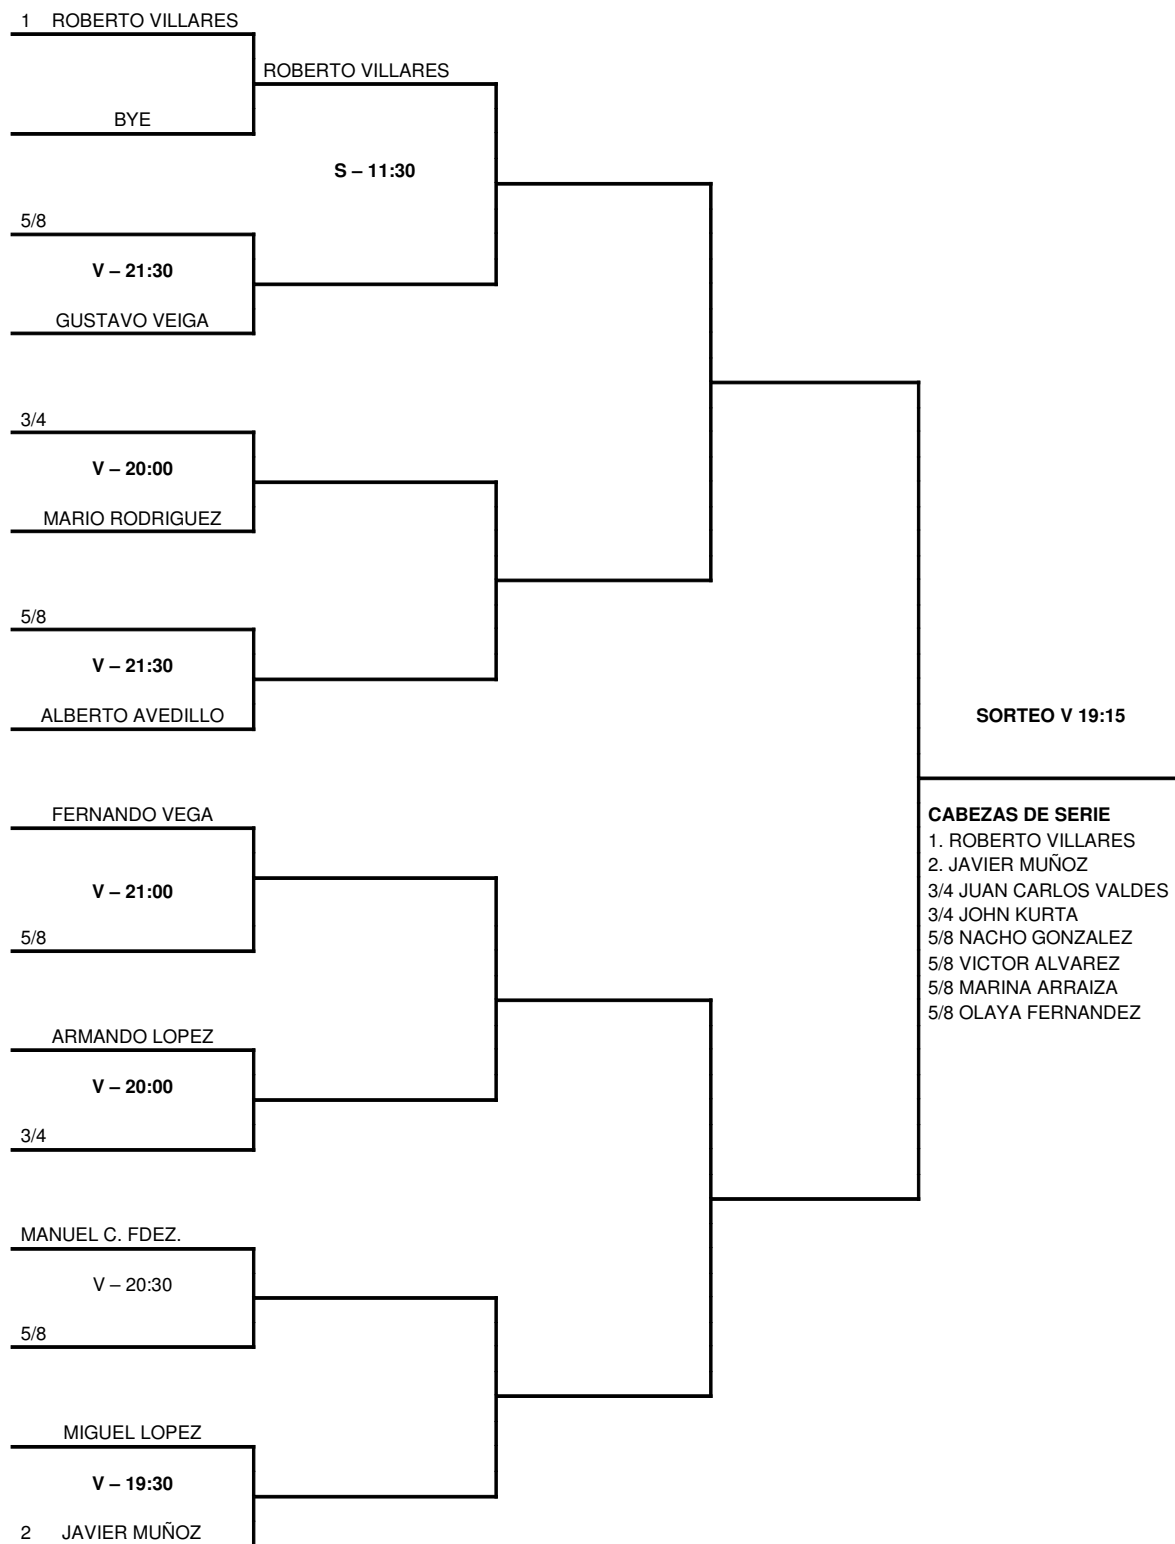 1 ROBERTO VILLARES
ROBERTO VILLARES
BYE
S – 11:30
5/8
V – 21:30
GUSTAVO VEIGA
3/4
V – 20:00
MARIO RODRIGUEZ
5/8
V – 21:30
ALBERTO AVEDILLO
SORTEO V 19:15
FERNANDO VEGA
V – 21:00
5/8
CABEZAS DE SERIE
1. ROBERTO VILLARES
2. JAVIER MUÑOZ
3/4 JUAN CARLOS VALDES
3/4 JOHN KURTA
5/8 NACHO GONZALEZ
5/8 VICTOR ALVAREZ
5/8 MARINA ARRAIZA
5/8 OLAYA FERNANDEZ
ARMANDO LOPEZ
V – 20:00
3/4
MANUEL C. FDEZ.
V – 20:30
5/8
MIGUEL LOPEZ
V – 19:30
2 JAVIER MUÑOZ